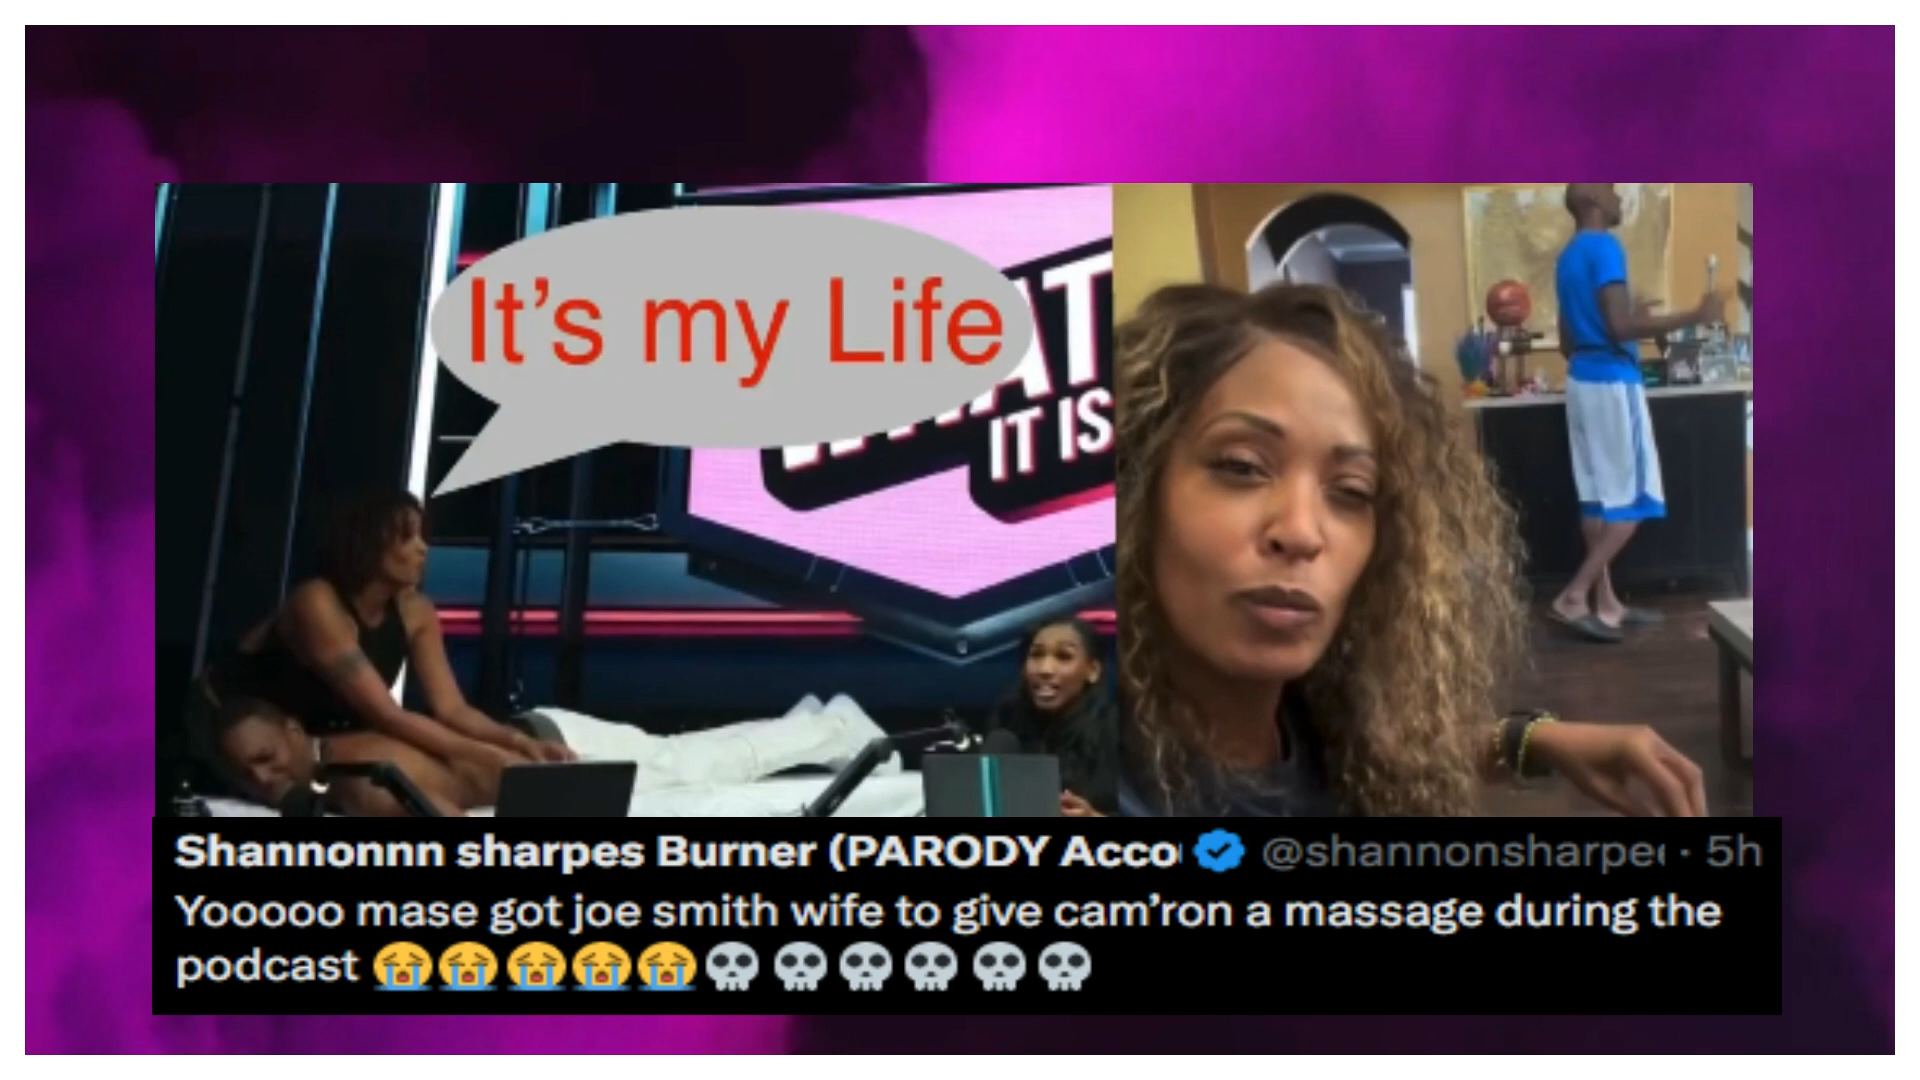 It’s my Life
IT IS
Shannonnn sharpes Burner (PARODY Acco @shannonsharpe · 5h
Yooooo mase got joe smith wife to give cam’ron a massage during the
podcast 😭😭😭😭😭💀💀💀💀💀💀